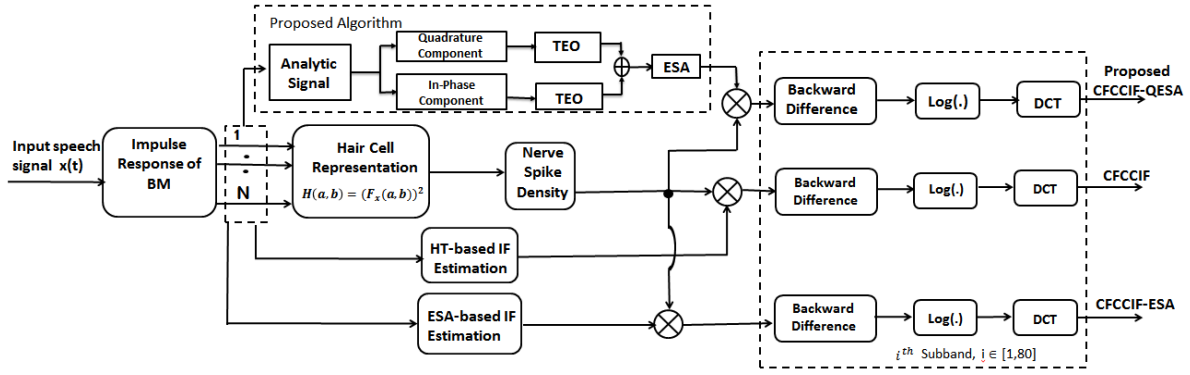 Proposed Algorithm
Analytic
Signal
Quadrature
Component
TEO
In-Phase
Component
TEO
ESA
Backward
Difference
Log(.)
DCT
Proposed
CFCCIF-QESA
Input speech
signal x(t)
Impulse
Response of
BM
1
N
Hair Cell
Representation
H(a,b) = (Fₓ(a,b))²
Nerve
Spike
Density
Backward
Difference
Log(.)
DCT
CFCCIF
HT-based IF
Estimation
ESA-based IF
Estimation
Backward
Difference
Log(.)
DCT
CFCCIF-ESA
iᵗʰ Subband, i ∈ [1,80]